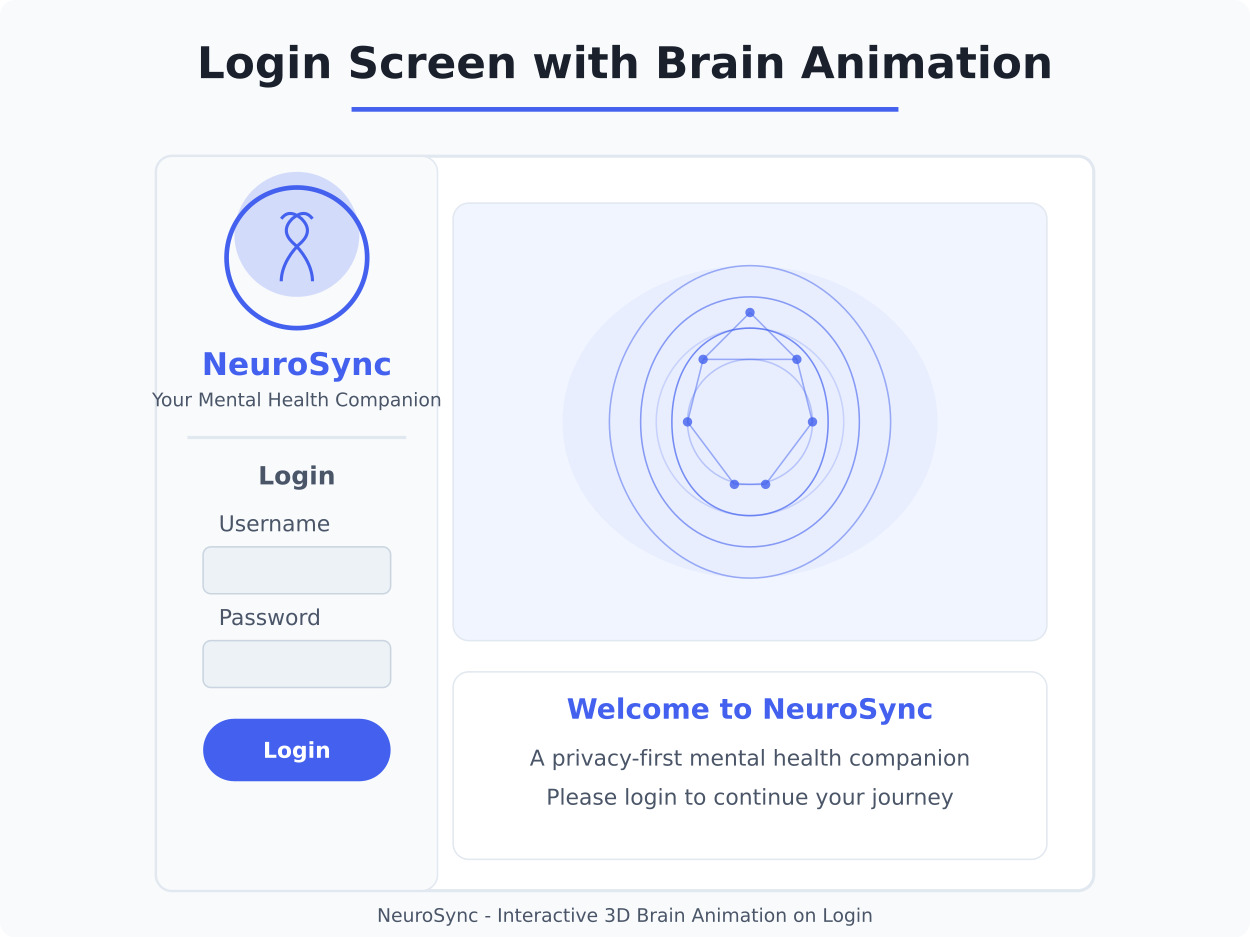 Login Screen with Brain Animation
NeuroSync
Your Mental Health Companion
Login
Username
Password
Login
Welcome to NeuroSync
A privacy-first mental health companion
Please login to continue your journey
NeuroSync - Interactive 3D Brain Animation on Login